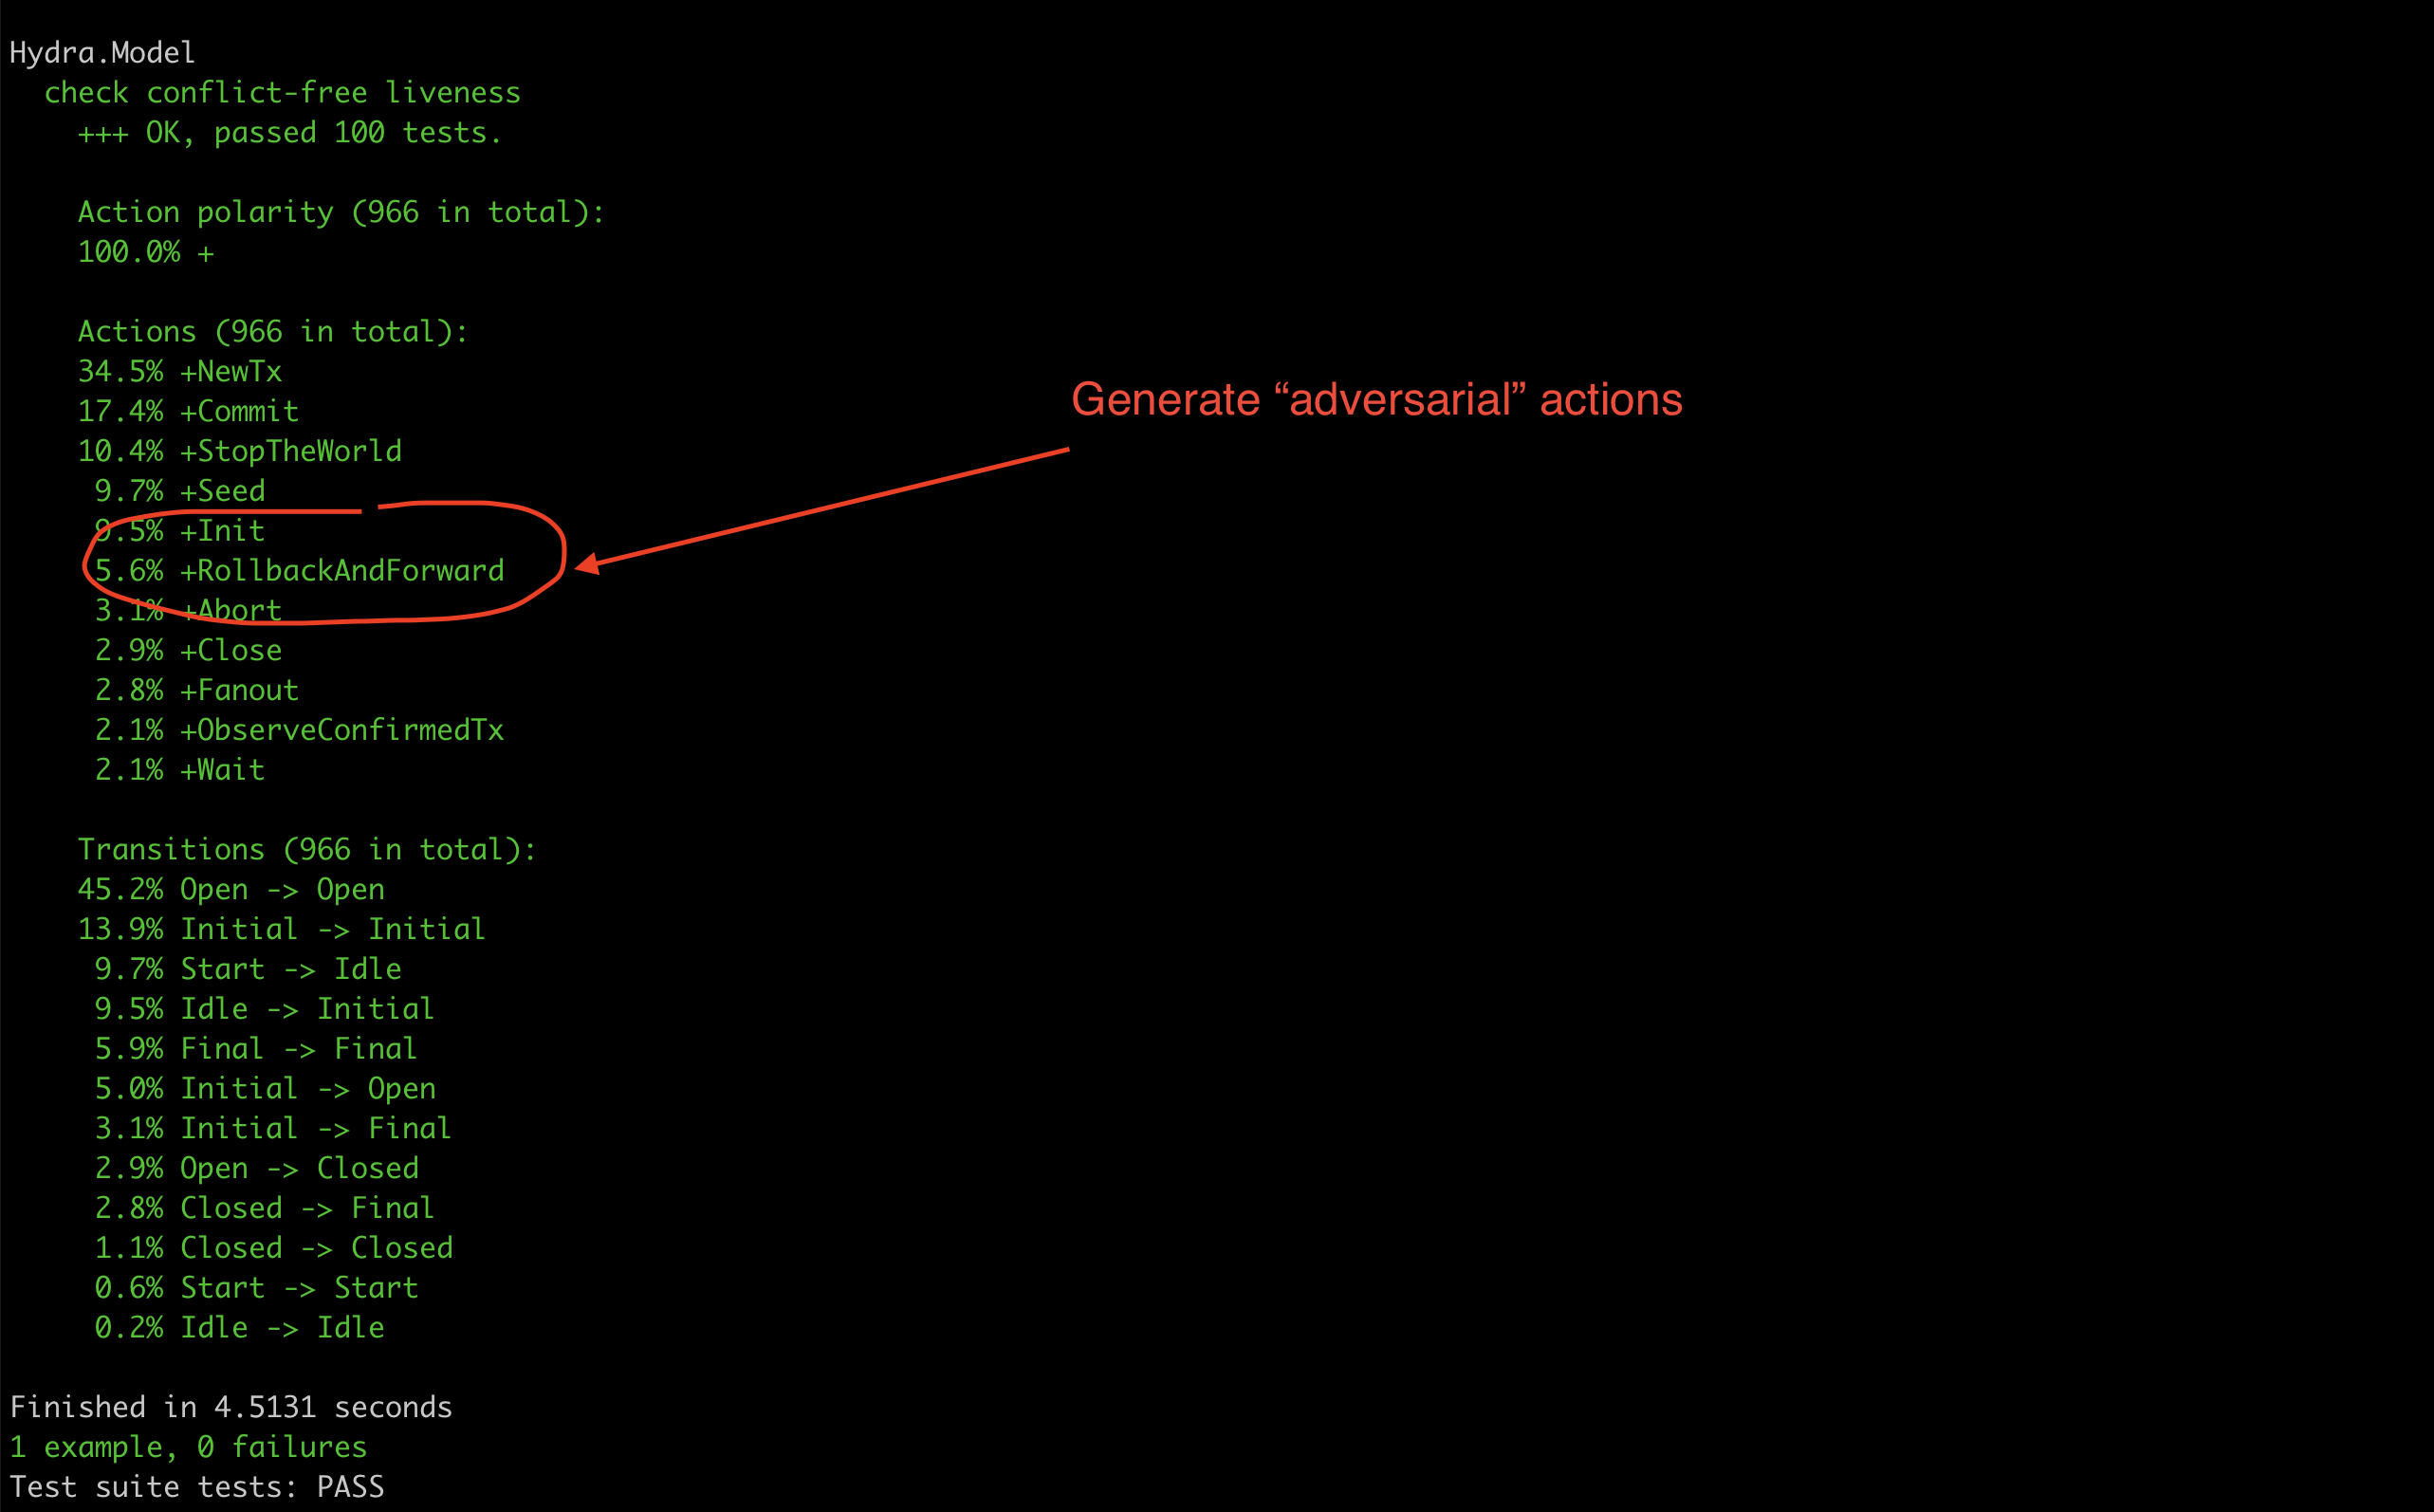 Hydra.Model
check conflict-free liveness
+++ OK, passed 100 tests.
Action polarity (966 in total):
100.0% +
Actions (966 in total):
34.5% +NewTx
17.4% +Commit
10.4% +StopTheWorld
9.7% +Seed
9.5% +Init
5.6% +RollbackAndForward
3.1% +Abort
2.9% +Close
2.8% +Fanout
2.1% +ObserveConfirmedTx
2.1% +Wait
Generate “adversarial” actions
Transitions (966 in total):
45.2% Open -> Open
13.9% Initial -> Initial
9.7% Start -> Idle
9.5% Idle -> Initial
5.9% Final -> Final
5.0% Initial -> Open
3.1% Initial -> Final
2.9% Open -> Closed
2.8% Closed -> Final
1.1% Closed -> Closed
0.6% Start -> Start
0.2% Idle -> Idle
Finished in 4.5131 seconds
1 example, 0 failures
Test suite tests: PASS